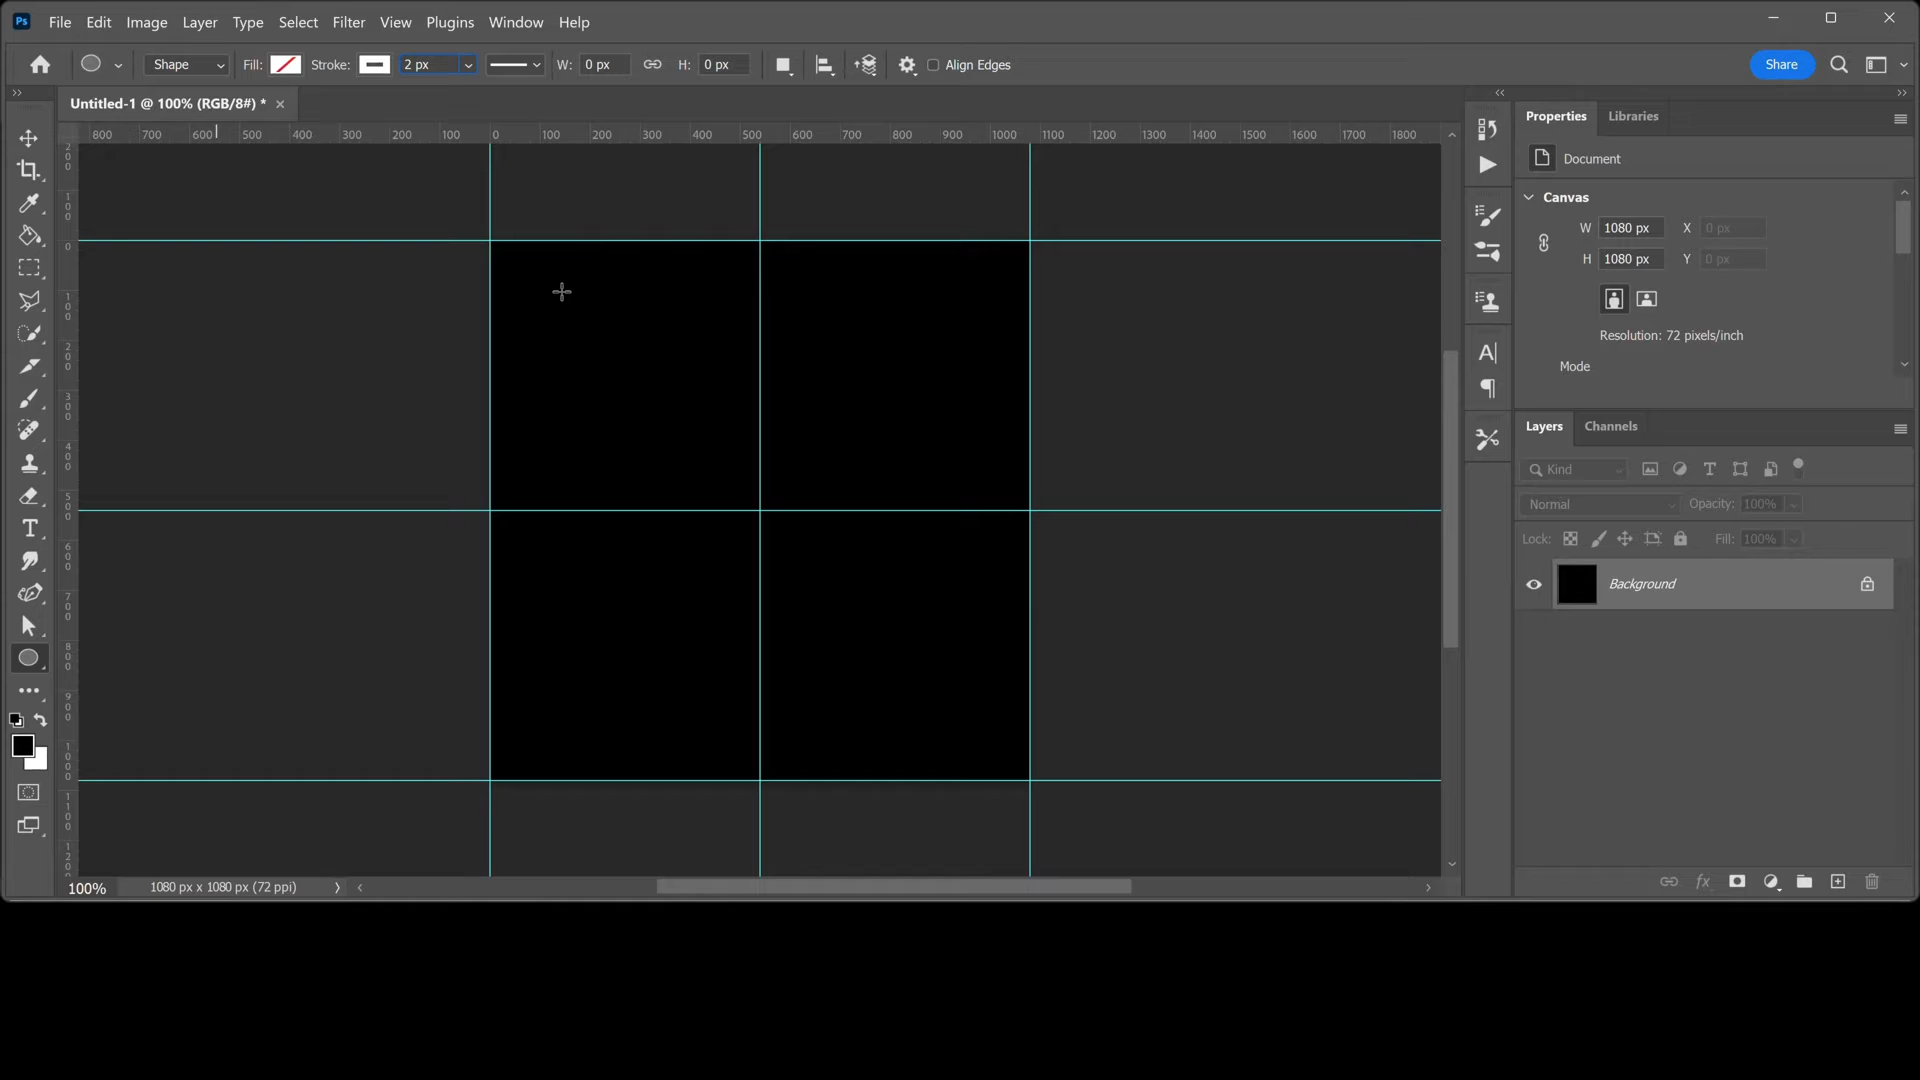 Ps File Edit Image Layer Type Select Filter View Plugins Window Help
Shape Fill: Stroke: 2 px W: 0 px H: 0 px Align Edges Share
Untitled-1 @ 100% (RGB/8#) *
800 700 600 500 400 300 200 100 0 100 200 300 400 500 600 700 800 900 1000 1100 1200 1300 1400 1500 1600 1700 1800
200
100
0
100
200
300
400
500
600
700
800
900
1000
1100
1200
Properties Libraries
Document
Canvas
W 1080 px X 0 px
H 1080 px Y 0 px
Resolution: 72 pixels/inch
Mode
Layers Channels
Kind
Normal Opacity: 100%
Lock: Fill: 100%
Background
100% 1080 px x 1080 px (72 ppi)